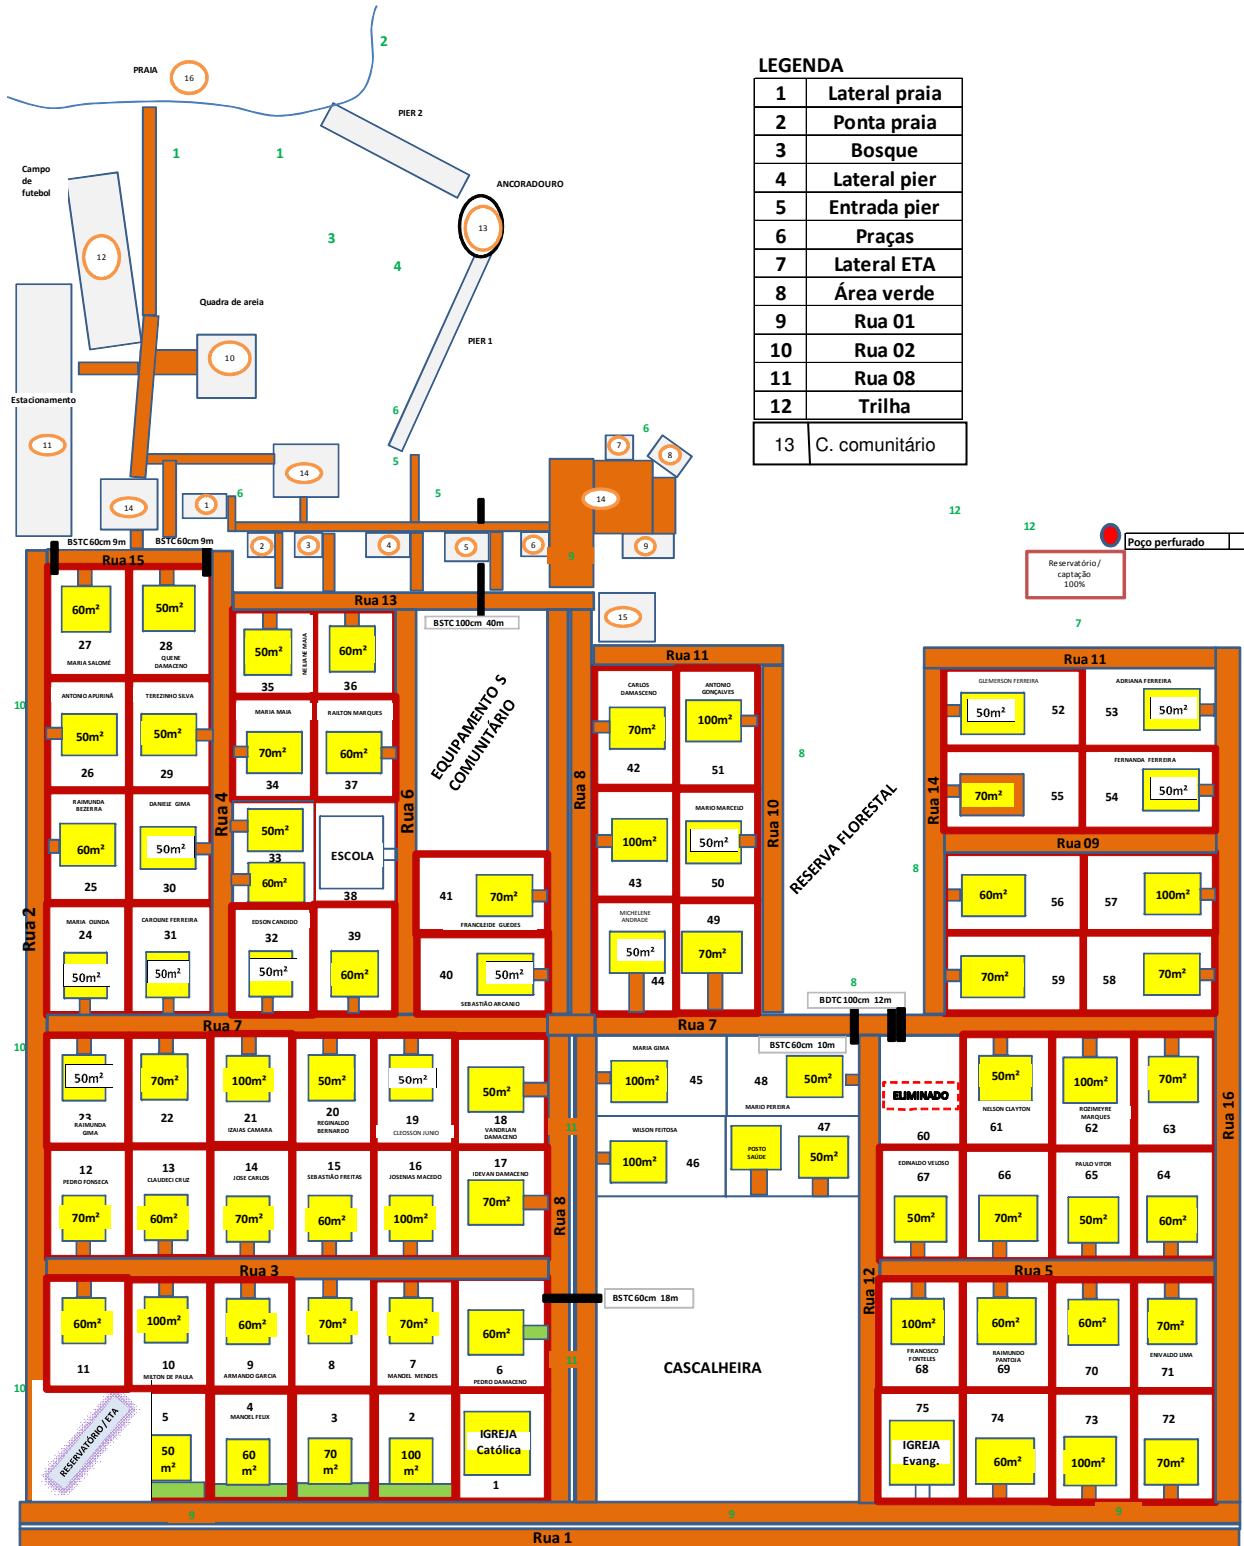 2
PRAIA
16
PIER 2
1
1
Campo
de
futebol
ANCORADOURO
13
3
4
12
Quadra de areia
10
PIER 1
Estacionamento
11
6
5
5
6
14
14
1
2
3
4
5
6
7
8
9
14
6
9
15
LEGENDA
1 Lateral praia
2 Ponta praia
3 Bosque
4 Lateral pier
5 Entrada pier
6 Praças
7 Lateral ETA
8 Área verde
9 Rua 01
10 Rua 02
11 Rua 08
12 Trilha
13 C. comunitário
12
12
Poço perfurado
Reservatório /
captação
100%
7
BSTC60cm 9m
BSTC60cm 9m
Rua 15
Rua 13
BSTC100cm 40m
Rua 11
Rua 11
60m²
27
MARIA SALOMÉ
50m²
28
QUENE
DAMACENO
ANTONIO APURINÃ
50m²
26
TEREZINHO SILVA
50m²
29
RAIMUNDA
BEZERRA
60m²
25
DANIELE GIMA
50m²
30
MARIA OLINDA
24
50m²
CAROLINE FERREIRA
31
50m²
10
Rua 2
Rua 4
50m²
35
NEILIANE MAIA
60m²
36
MARIA MAIA
70m²
34
RAILTON MARQUES
60m²
37
50m²
33
60m²
ESCOLA
38
EDSON CANDIDO
32
50m²
39
60m²
Rua 6
EQUIPAMENTO S
COMUNITÁRIO
41
70m²
FRANCILEIDE GUEDES
40
50m²
SEBASTIÃO ARCANJO
Rua 8
CARLOS
DAMASCENO
70m²
42
ANTONIO
GONÇALVES
100m²
51
100m²
43
MARIO MARCELO
50m²
50
MICHELENE
ANDRADE
50m²
44
49
70m²
Rua 10
8
RESERVA FLORESTAL
8
8
Rua 14
GLEMERSON FERREIRA
50m²
52
ADRIANA FERREIRA
53
50m²
70m²
55
FERNANDA FERREIRA
54
50m²
Rua 09
60m²
56
57
100m²
70m²
59
58
70m²
BDTC100cm 12m
Rua 7
Rua 7
10
50m²
23
RAIMUNDA
GIMA
70m²
22
100m²
21
IZAIAS CAMARA
50m²
20
REGINALDO
BERNARDO
50m²
19
CLEOSSON JUNIO
50m²
18
VANDRLAN
DAMACENO
12
PEDRO FONSECA
70m²
13
CLAUDECI CRUZ
60m²
14
JOSE CARLOS
70m²
15
SEBASTIÃO FREITAS
60m²
16
JOSENIAS MACEDO
100m²
17
IDEVAN DAMACENO
70m²
11
Rua 8
MARIA GIMA
100m²
45
BSTC60cm 10m
48
50m²
MARIO PEREIRA
WILSON FEITOSA
100m²
46
POSTO
SAÚDE
47
50m²
ELIMINADO
60
50m²
NELSON CLAYTON
61
100m²
ROZIMEYRE
MARQUES
62
70m²
63
EDINALDO VELOSO
67
50m²
66
70m²
PAULO VITOR
65
50m²
64
60m²
Rua 16
Rua 3
Rua 12
Rua 5
60m²
11
100m²
10
MILTON DE PAULA
60m²
9
ARMANDO GARCIA
70m²
8
70m²
7
MANOEL MENDES
60m²
6
PEDRO DAMACENO
BSTC60cm 18m
11
CASCALHEIRA
100m²
FRANCISCO
FONTELES
68
60m²
RAIMUNDO
PANTOJA
69
60m²
70
70m²
ENIVALDO LIMA
71
10
RESERVATÓRIO / ETA
5
50
m²
4
MANOEL FELIX
60
m²
3
70
m²
2
100
m²
IGREJA
Católica
1
75
IGREJA
Evang.
74
60m²
73
100m²
72
70m²
9
9
9
Rua 1